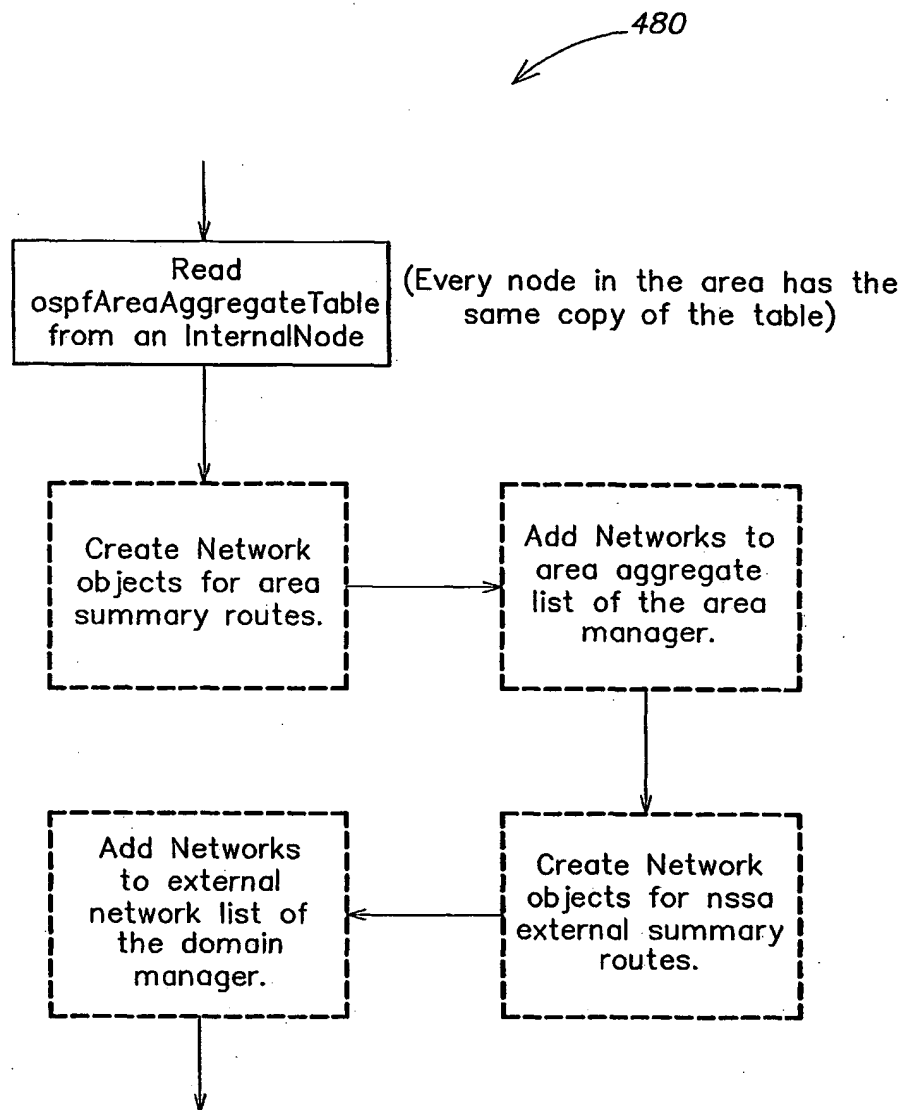 480
Read
ospfAreaAggregateTable
from an InternalNode
(Every node in the area has the
same copy of the table)
Create Network
objects for area
summary routes.
Add Networks to
area aggregate
list of the area
manager.
Create Network
objects for nssa
external summary
routes.
Add Networks
to external
network list of
the domain
manager.